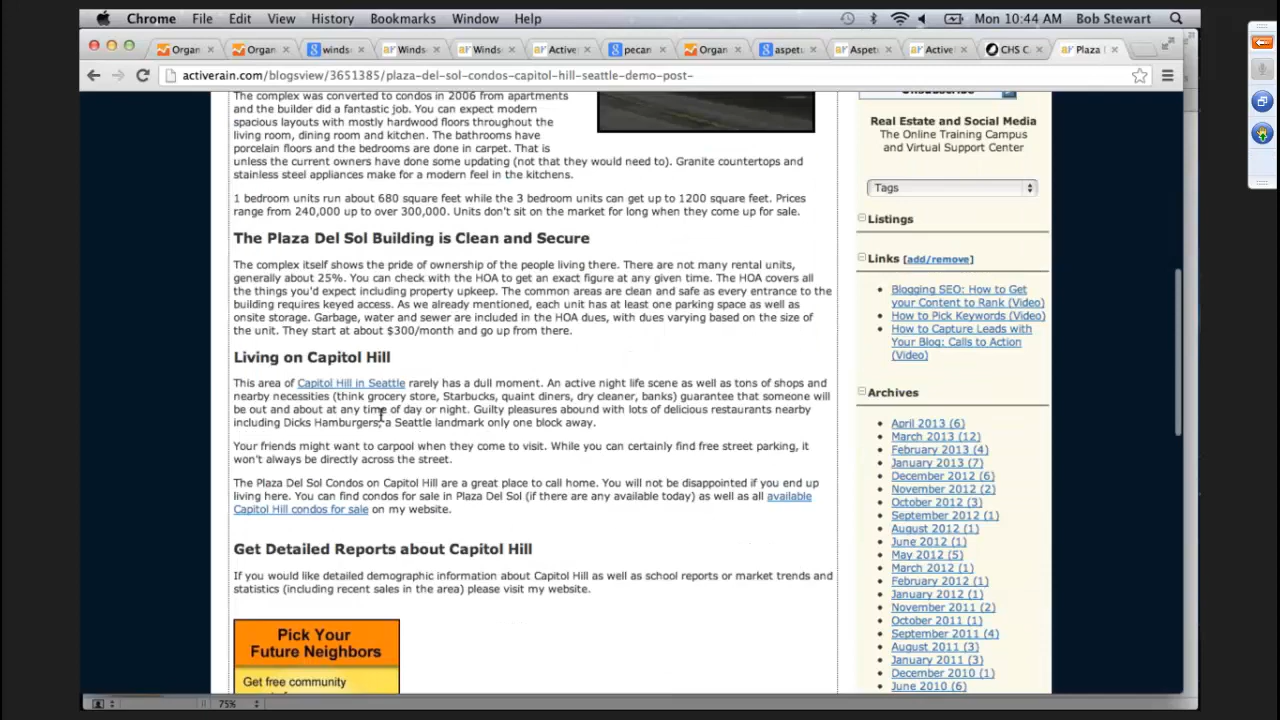 Chrome File Edit View History Bookmarks Window Help Mon 10:44 AM Bob Stewart
Organ Organ winds Winds Winds Active pecan Organ aspetu Aspet Active CHS C Plaza
activerain.com/blogsview/3651385/plaza-del-sol-condos-capitol-hill-seattle-demo-post-
The complex was converted to condos in 2006 from apartments
and the builder did a fantastic job. You can expect modern
spacious layouts with mostly hardwood floors throughout the
living room, dining room and kitchen. The bathrooms have
porcelain floors and the bedrooms are done in carpet. That is
unless the current owners have done some updating (not that they would need to). Granite countertops and
stainless steel appliances make for a modern feel in the kitchens.
1 bedroom units run about 680 square feet while the 3 bedroom units can get up to 1200 square feet. Prices
range from 240,000 up to over 300,000. Units don't sit on the market for long when they come up for sale.
The Plaza Del Sol Building is Clean and Secure
The complex itself shows the pride of ownership of the people living there. There are not many rental units,
generally about 25%. You can check with the HOA to get an exact figure at any given time. The HOA covers all
the things you'd expect including property upkeep. The common areas are clean and safe as every entrance to the
building requires keyed access. As we already mentioned, each unit has at least one parking space as well as
onsite storage. Garbage, water and sewer are included in the HOA dues, with dues varying based on the size of
the unit. They start at about $300/month and go up from there.
Living on Capitol Hill
This area of Capitol Hill in Seattle rarely has a dull moment. An active night life scene as well as tons of shops and
nearby necessities (think grocery store, Starbucks, quaint diners, dry cleaner, banks) guarantee that someone will
be out and about at any time of day or night. Guilty pleasures abound with lots of delicious restaurants nearby
including Dicks Hamburgers, a Seattle landmark only one block away.
Your friends might want to carpool when they come to visit. While you can certainly find free street parking, it
won't always be directly across the street.
The Plaza Del Sol Condos on Capitol Hill are a great place to call home. You will not be disappointed if you end up
living here. You can find condos for sale in Plaza Del Sol (if there are any available today) as well as all available
Capitol Hill condos for sale on my website.
Get Detailed Reports about Capitol Hill
If you would like detailed demographic information about Capitol Hill as well as school reports or market trends and
statistics (including recent sales in the area) please visit my website.
Pick Your
Future Neighbors
Get free community
Real Estate and Social Media
The Online Training Campus
and Virtual Support Center
Tags
Listings
Links [add/remove]
Blogging SEO: How to Get
your Content to Rank (Video)
How to Pick Keywords (Video)
How to Capture Leads with
Your Blog: Calls to Action
(Video)
Archives
April 2013 (6)
March 2013 (12)
February 2013 (4)
January 2013 (7)
December 2012 (6)
November 2012 (2)
October 2012 (3)
September 2012 (1)
August 2012 (1)
June 2012 (1)
May 2012 (5)
March 2012 (1)
February 2012 (1)
January 2012 (1)
November 2011 (2)
October 2011 (1)
September 2011 (4)
August 2011 (3)
January 2011 (3)
December 2010 (1)
June 2010 (6)
75%